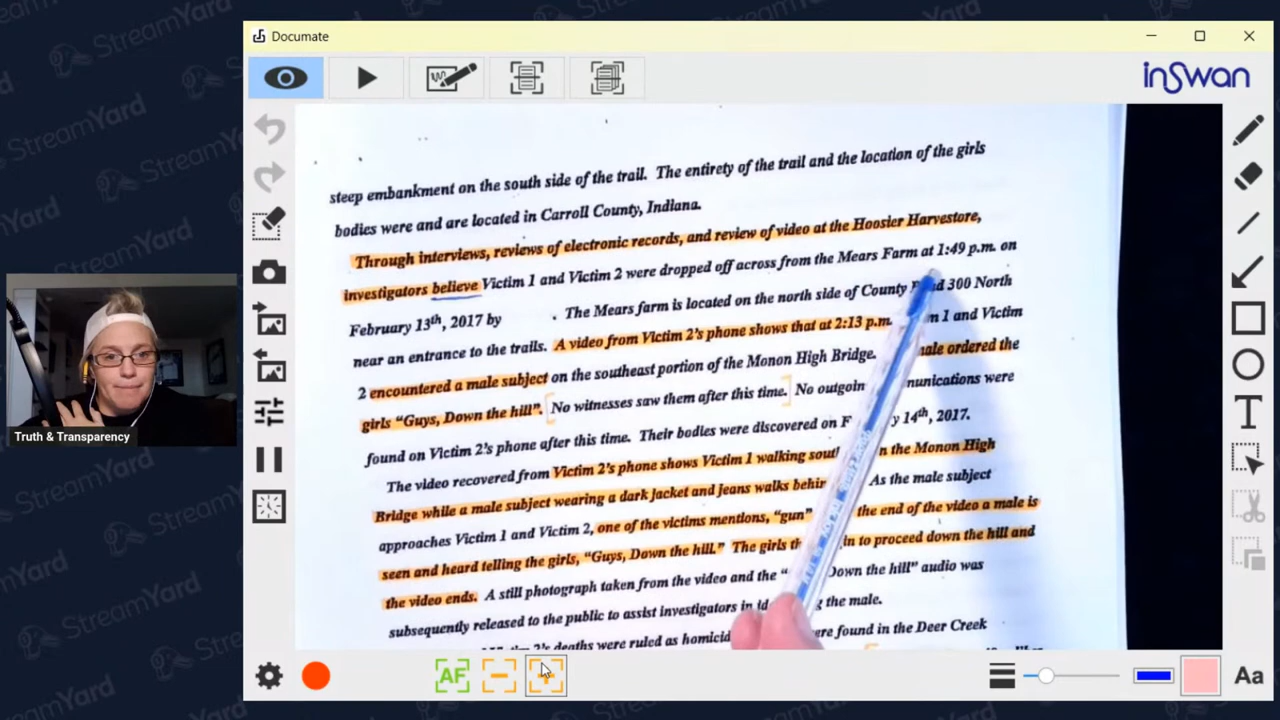 StreamYard
Documate
inSwan
steep embankment on the south side of the trail. The entirety of the trail and the location of the girls
bodies were and are located in Carroll County, Indiana.
Through interviews, reviews of electronic records, and review of video at the Hoosier Harvestore,
investigators believe Victim 1 and Victim 2 were dropped off across from the Mears Farm at 1:49 p.m. on
February 13th, 2017 by . The Mears farm is located on the north side of County 300 North
near an entrance to the trails. A video from Victim 2's phone shows that at 2:13 p.m. 1 and Victim
2 encountered a male subject on the southeast portion of the Monon High Bridge. male ordered the
girls "Guys, Down the hill". No witnesses saw them after this time. No were
found on Victim 2's phone after this time. Their bodies were discovered on 14th, 2017.
The video recovered from Victim 2's phone shows Victim 1 walking the Monon High
Bridge while a male subject wearing a dark jacket and jeans walks As the male subject
approaches Victim 1 and Victim 2, one of the victims mentions, "gun" the end of the video a male is
seen and heard telling the girls, "Guys, Down the hill." The girls to proceed down the hill and
the video ends. A still photograph taken from the video and the Down the hill" audio was
subsequently released to the public to assist investigators in the male.
deaths were ruled as found in the Deer Creek
Truth & Transparency
AF
T
Aa